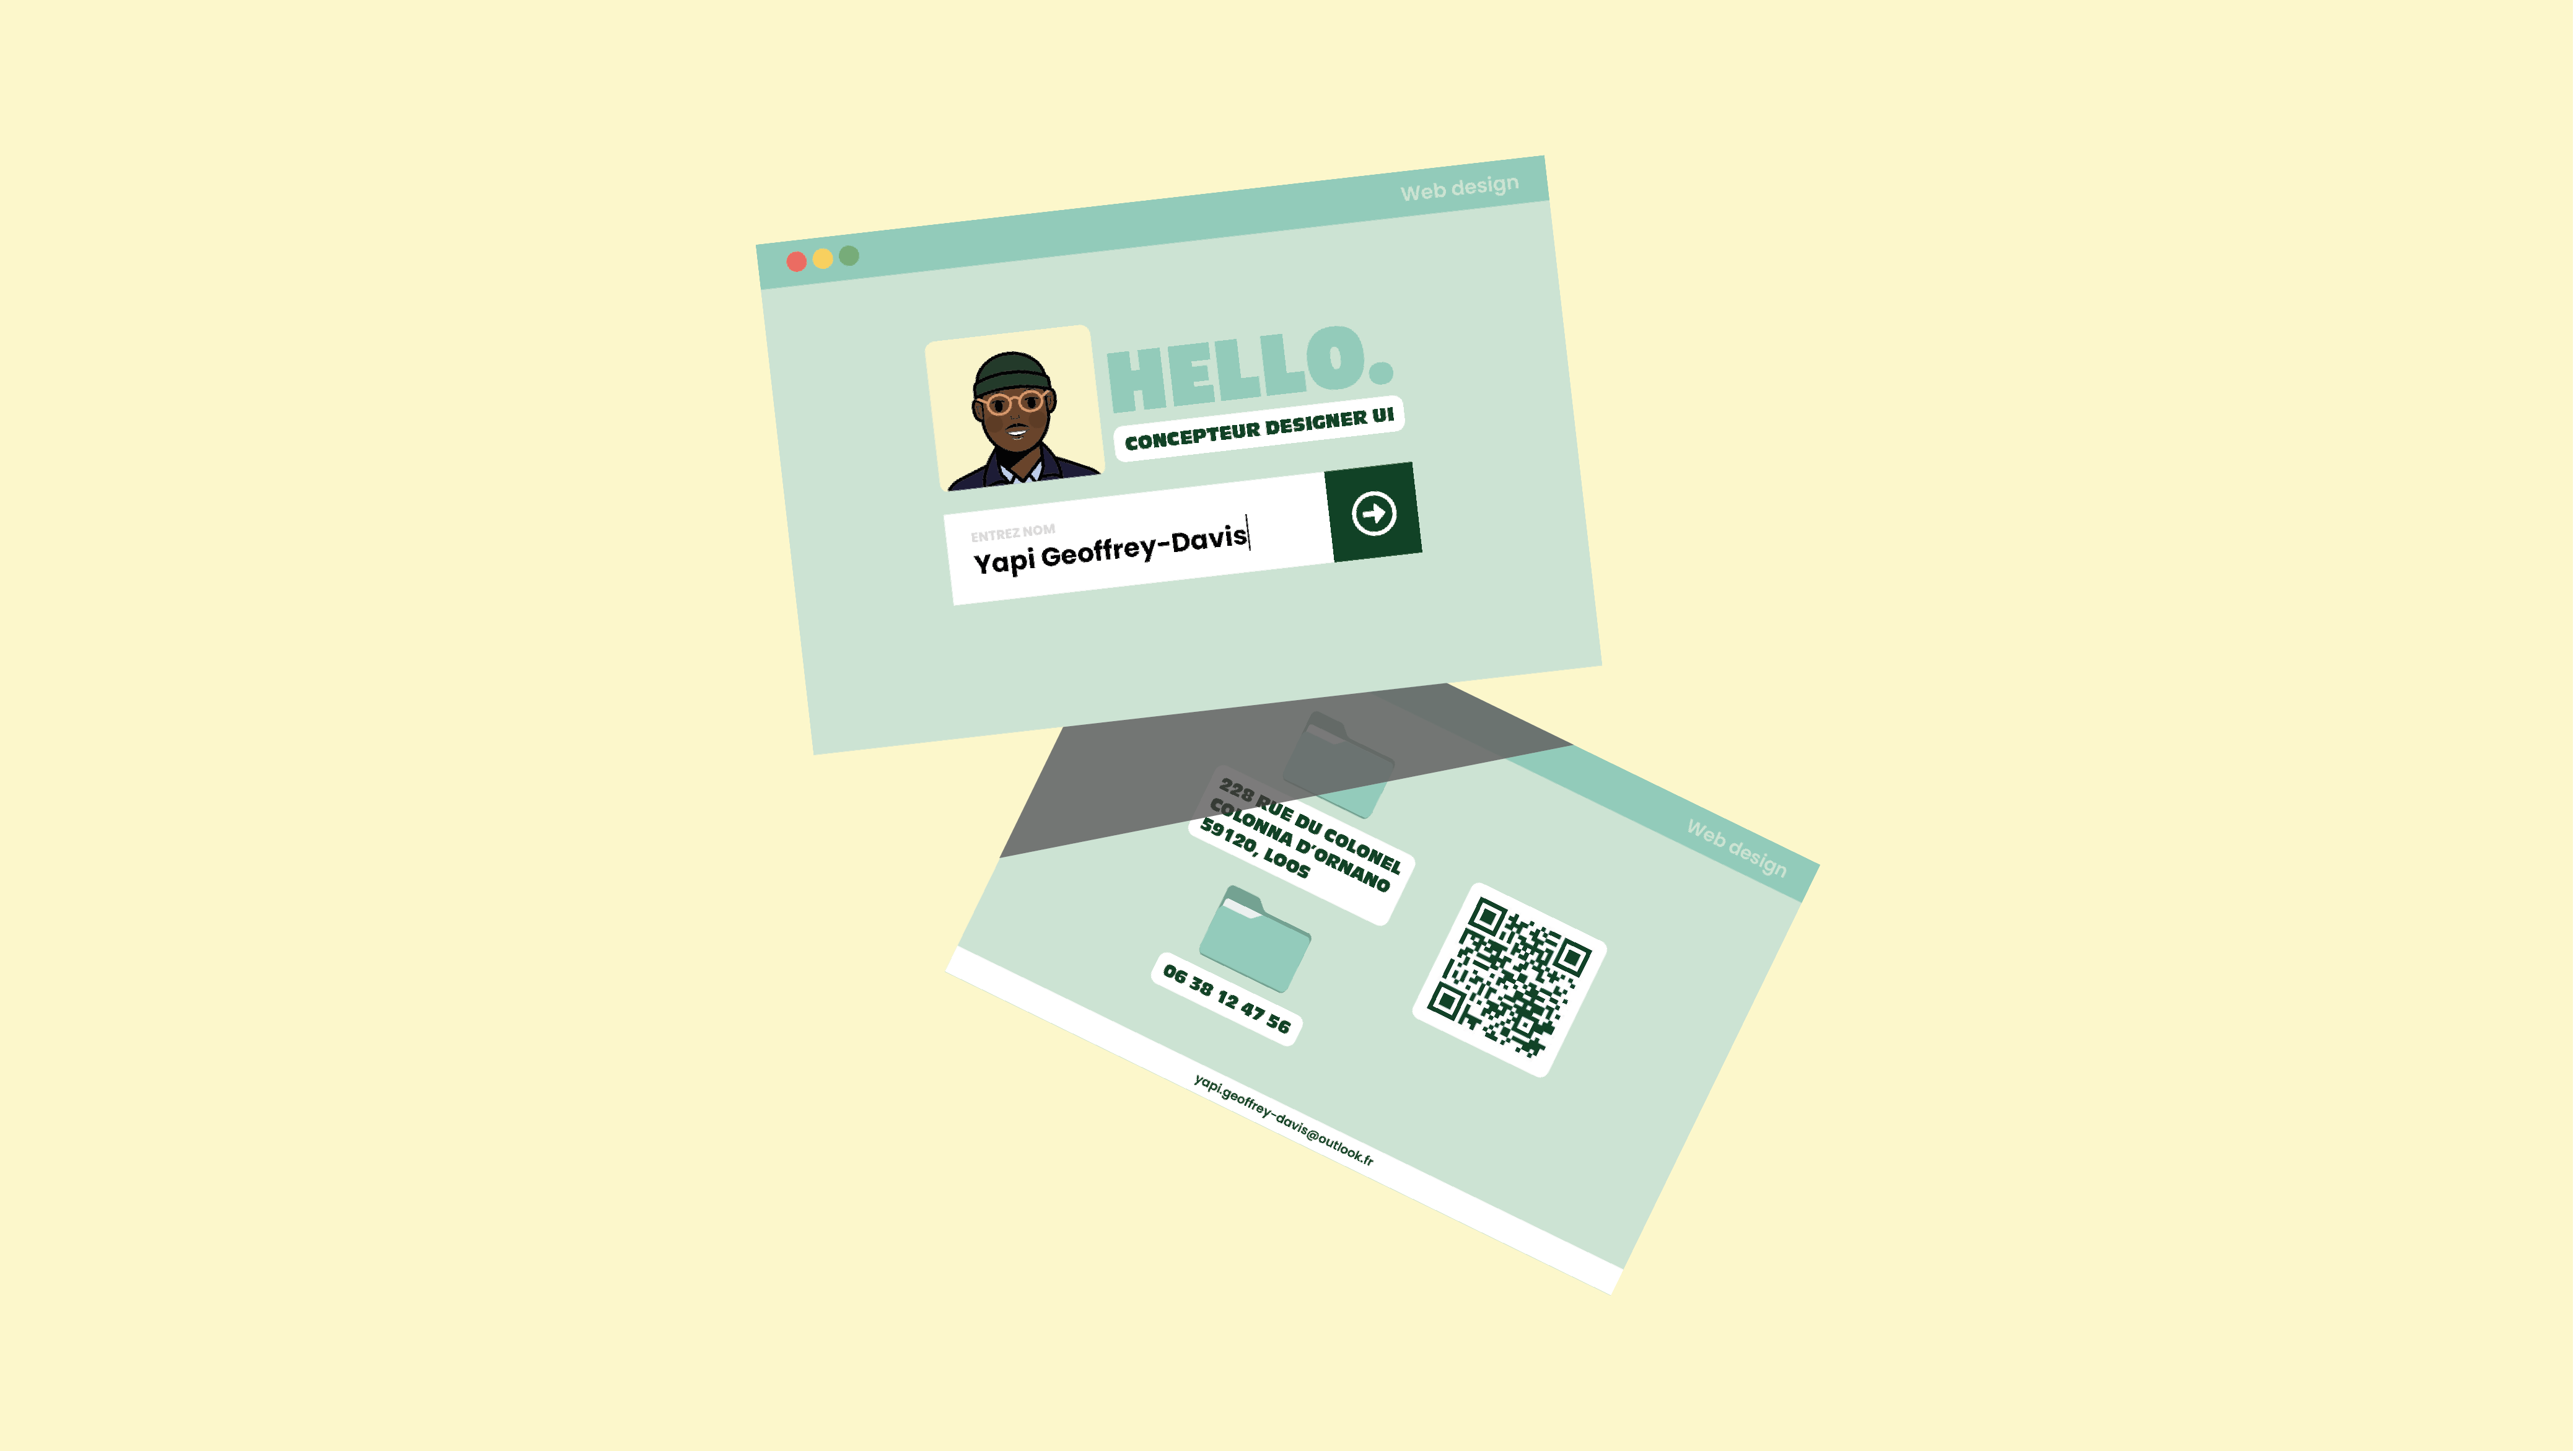 Web design
HELLO.
CONCEPTEUR DESIGNER UI
ENTREZ NOM
Yapi Geoffrey-Davis
Web design
228 RUE DU COLONEL
COLONNA D'ORNANO
59120, LOOS
06 38 12 47 56
yapi.geoffrey-davis@outlook.fr